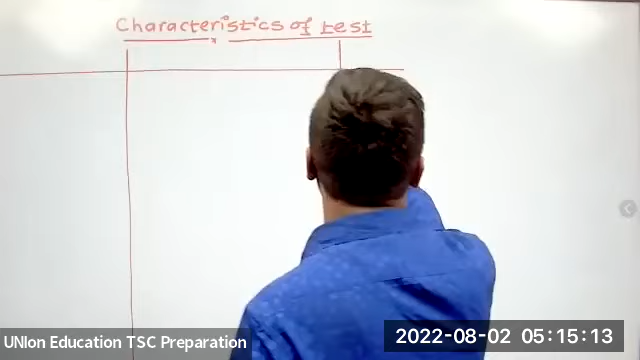 Characteristics of test
UNIon Education TSC Preparation
2022-08-02 05:15:13